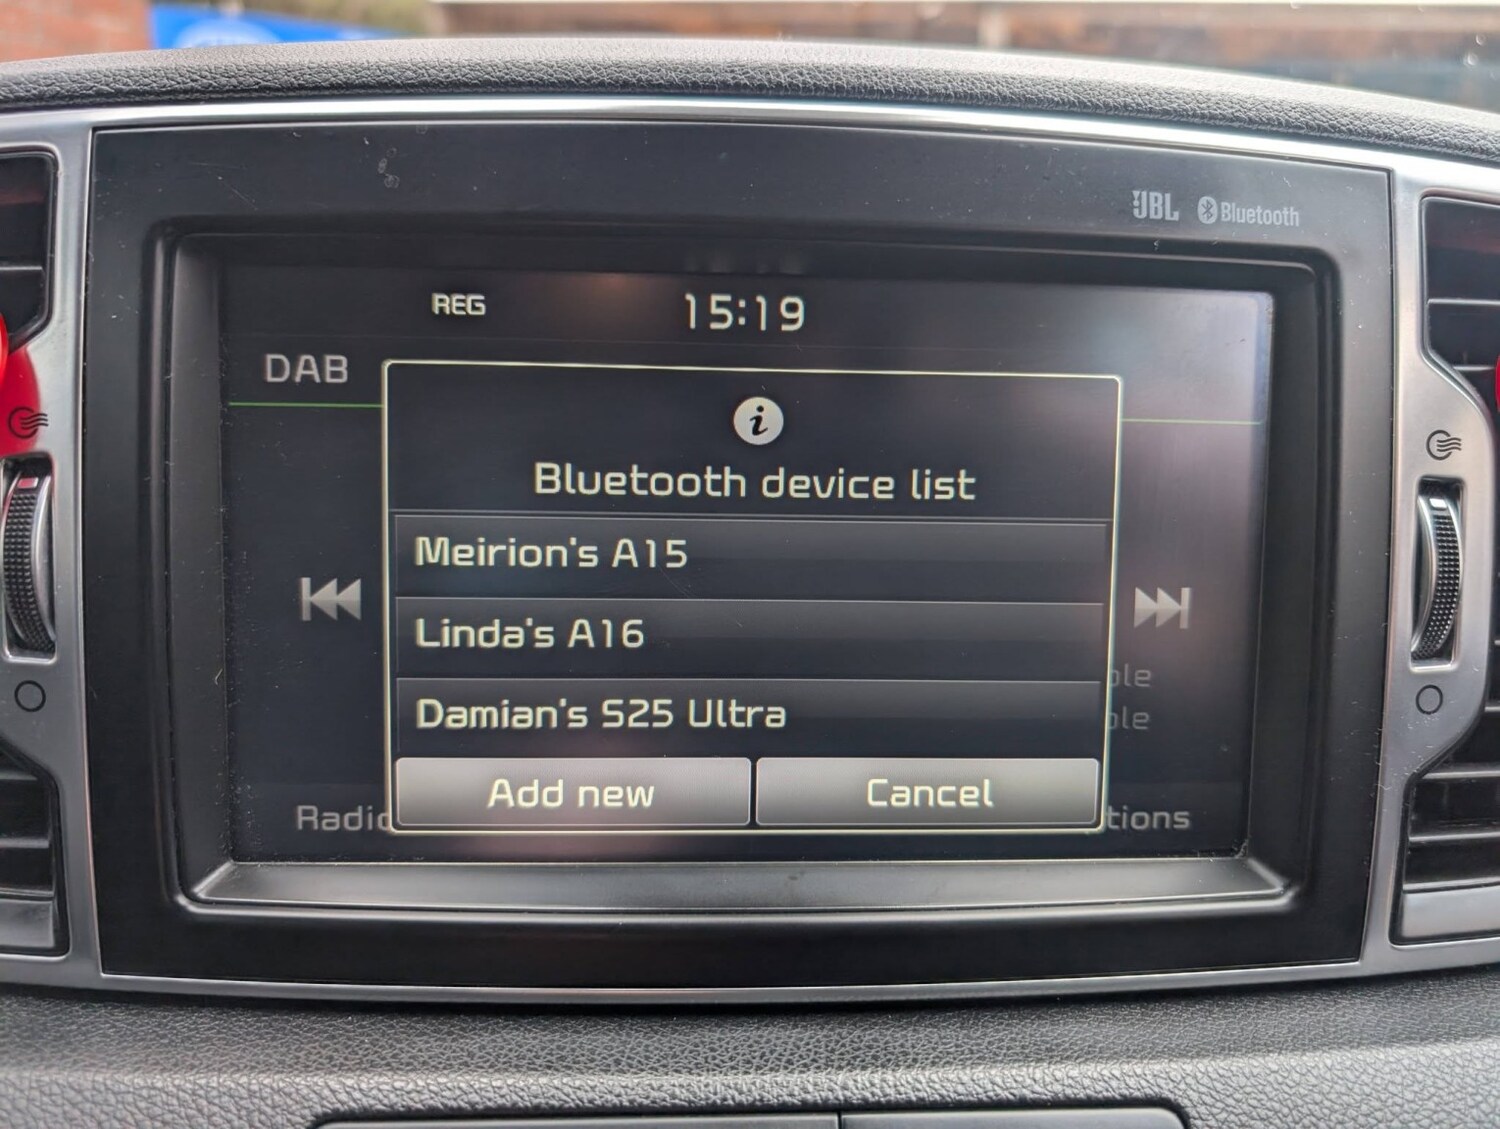 JBL Bluetooth
REG 15:19
DAB
i
Bluetooth device list
Meirion's A15
Linda's A16
Damian's S25 Ultra
Add new Cancel